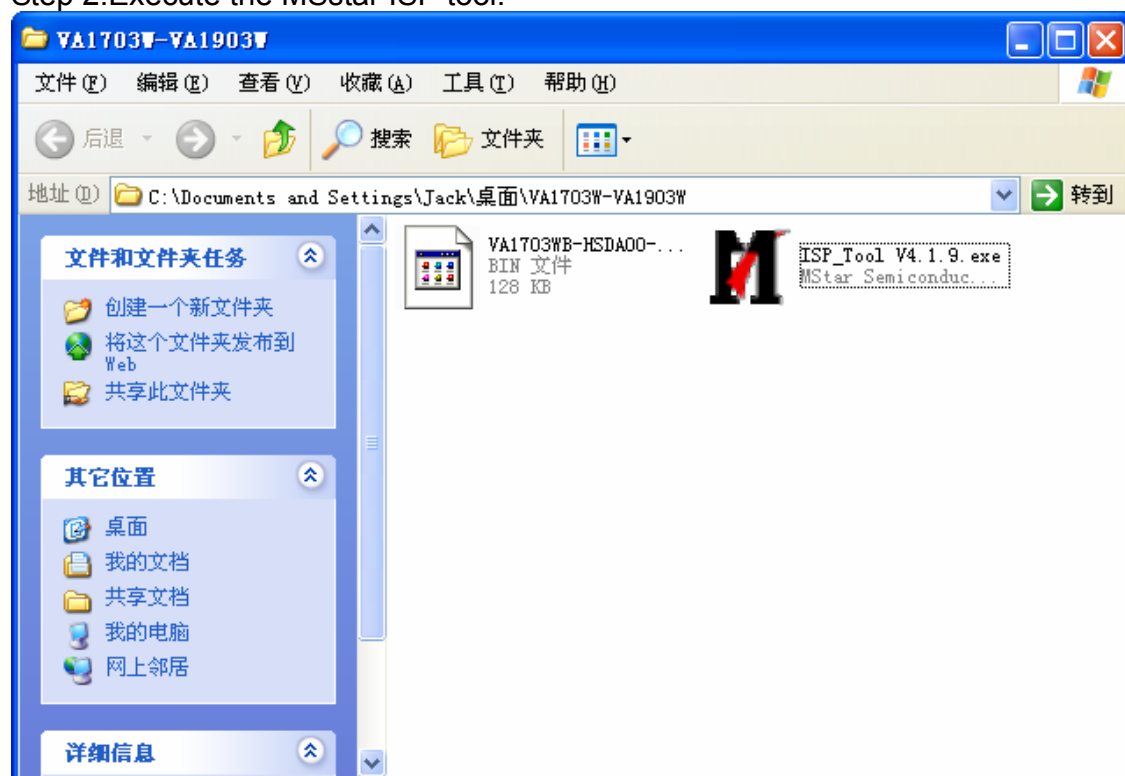 Step 2.Execute the MSstar ISP tool.
VA1703W-VA1903W
文件(F) 编辑(E) 查看(V) 收藏(A) 工具(T) 帮助(H)
后退 搜索 文件夹
地址(D) C:\Documents and Settings\Jack\桌面\VA1703W-VA1903W 转到
文件和文件夹任务
创建一个新文件夹
将这个文件夹发布到
Web
共享此文件夹
其它位置
桌面
我的文档
共享文档
我的电脑
网上邻居
详细信息
VA1703WB-HSDA00-...
BIN 文件
128 KB
ISP_Tool V4.1.9.exe
MStar Semiconduc...